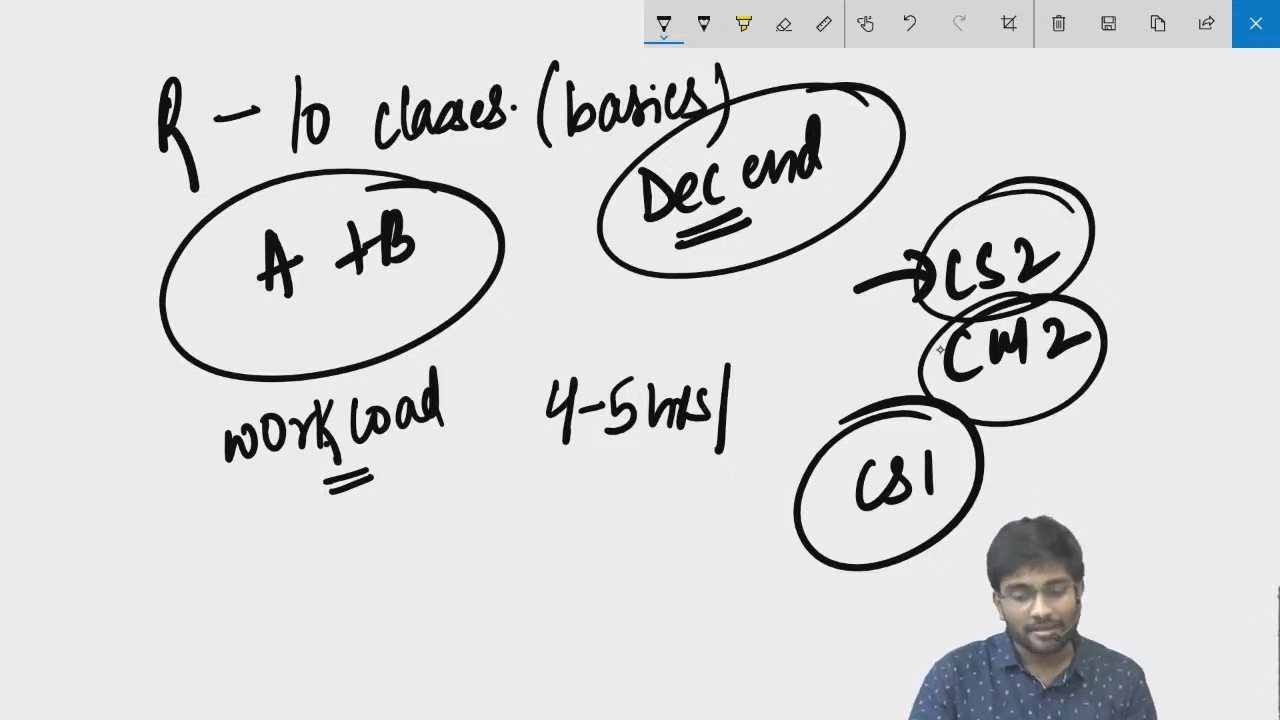 R - 10 classes. (basics)
Dec end
A + B
CS2
CM2
workload 4-5 hrs/
CS1